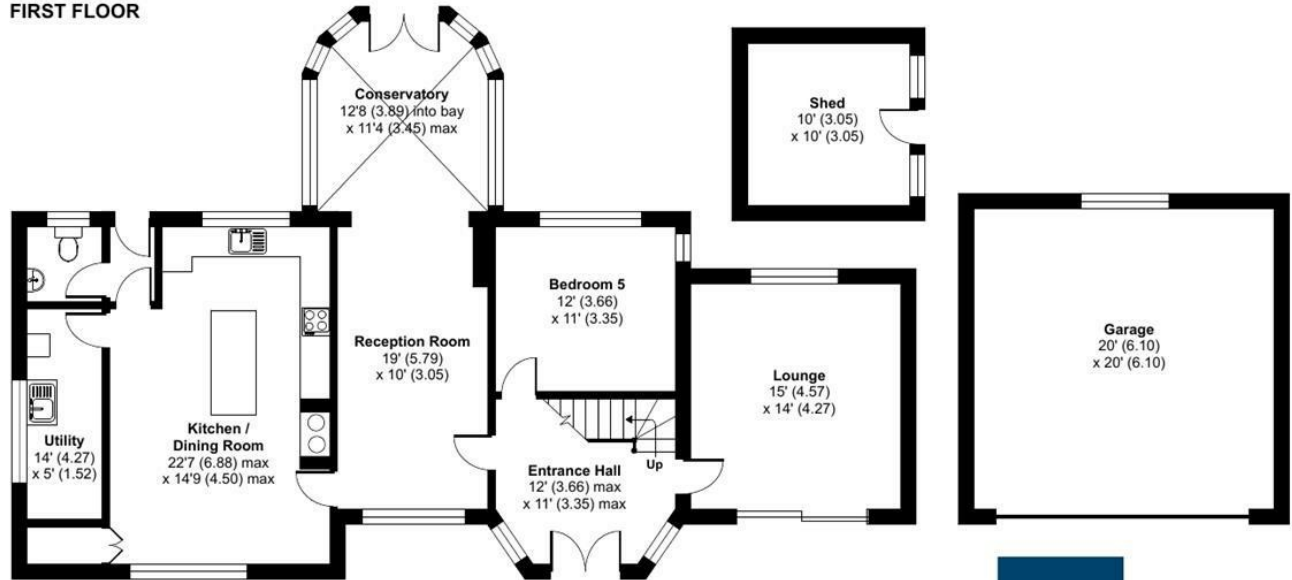 FIRST FLOOR
Conservatory
12'8 (3.89) into bay
x 11'4 (3.45) max
Shed
10' (3.05)
x 10' (3.05)
Bedroom 5
12' (3.66)
x 11' (3.35)
Reception Room
19' (5.79)
x 10' (3.05)
Garage
20' (6.10)
x 20' (6.10)
Lounge
15' (4.57)
x 14' (4.27)
Kitchen /
Dining Room
22'7 (6.88) max
x 14'9 (4.50) max
Utility
14' (4.27)
x 5' (1.52)
Up
Entrance Hall
12' (3.66) max
x 11' (3.35) max